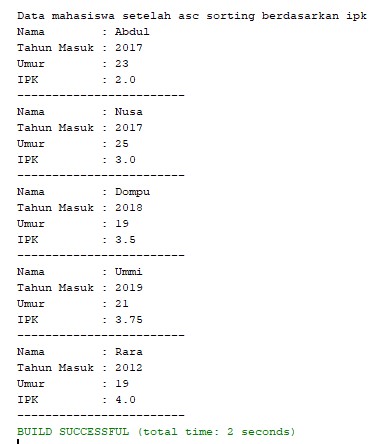 Data mahasiswa setelah asc sorting berdasarkan ipk
Nama : Abdul
Tahun Masuk : 2017
Umur : 23
IPK : 2.0
------------------------
Nama : Nusa
Tahun Masuk : 2017
Umur : 25
IPK : 3.0
------------------------
Nama : Dompu
Tahun Masuk : 2018
Umur : 19
IPK : 3.5
------------------------
Nama : Ummi
Tahun Masuk : 2019
Umur : 21
IPK : 3.75
------------------------
Nama : Rara
Tahun Masuk : 2012
Umur : 19
IPK : 4.0
------------------------
BUILD SUCCESSFUL (total time: 2 seconds)